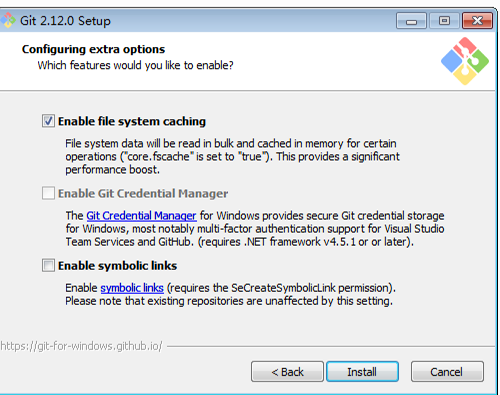 Git 2.12.0 Setup
Configuring extra options
Which features would you like to enable?
Enable file system caching
File system data will be read in bulk and cached in memory for certain
operations ("core.fscache" is set to "true"). This provides a significant
performance boost.
Enable Git Credential Manager
The Git Credential Manager for Windows provides secure Git credential storage
for Windows, most notably multi-factor authentication support for Visual Studio
Team Services and GitHub. (requires .NET framework v4.5.1 or or later).
Enable symbolic links
Enable symbolic links (requires the SeCreateSymbolicLink permission).
Please note that existing repositories are unaffected by this setting.
https://git-for-windows.github.io/
< Back Install Cancel